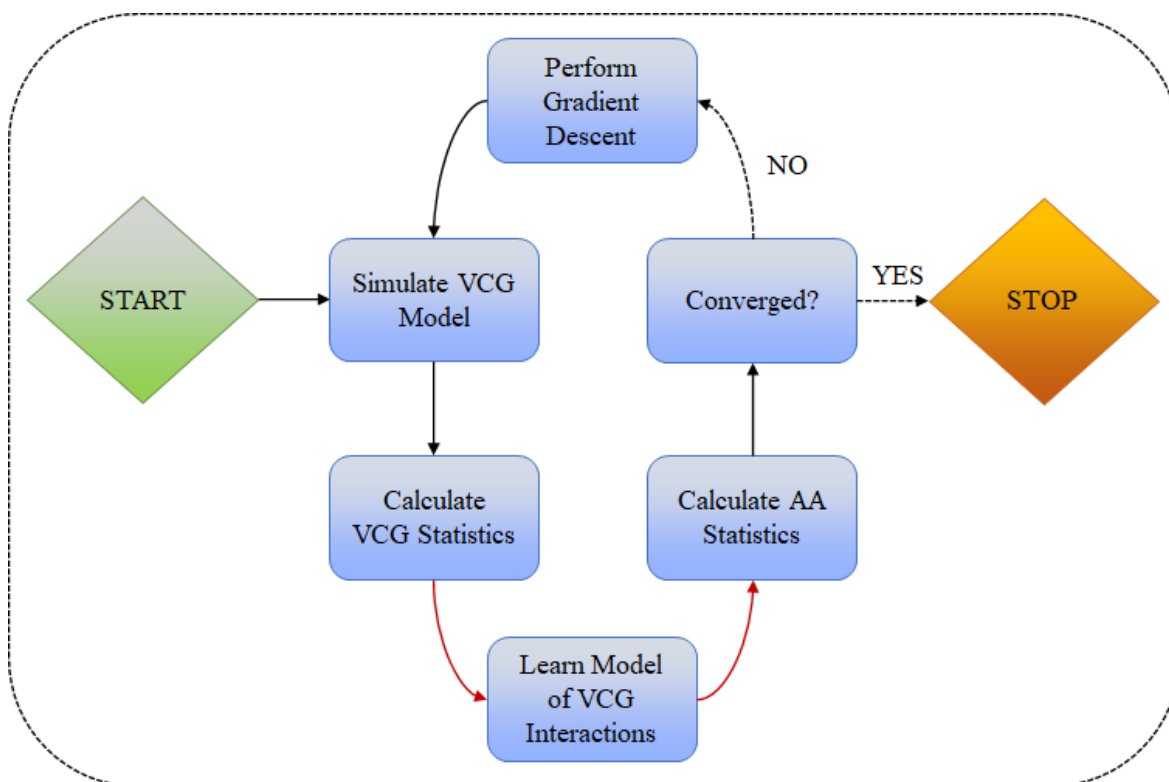 Perform
Gradient
Descent
NO
START
Simulate VCG
Model
Converged?
YES
STOP
Calculate
VCG Statistics
Calculate AA
Statistics
Learn Model
of VCG
Interactions